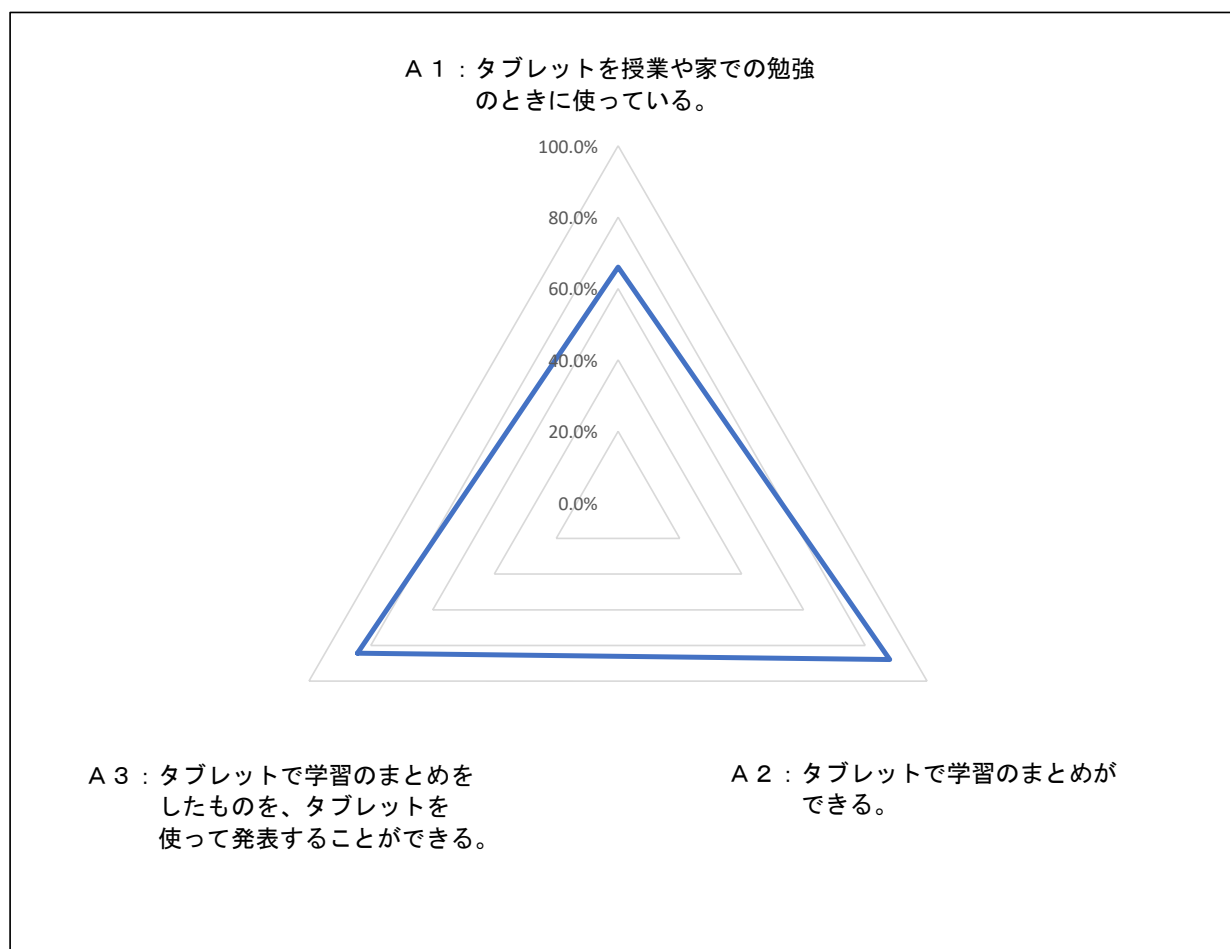 Ａ１：タブレットを授業や家での勉強
のときに使っている。
100.0%
80.0%
60.0%
40.0%
20.0%
0.0%
Ａ３：タブレットで学習のまとめを
したものを、タブレットを
使って発表することができる。
Ａ２：タブレットで学習のまとめが
できる。